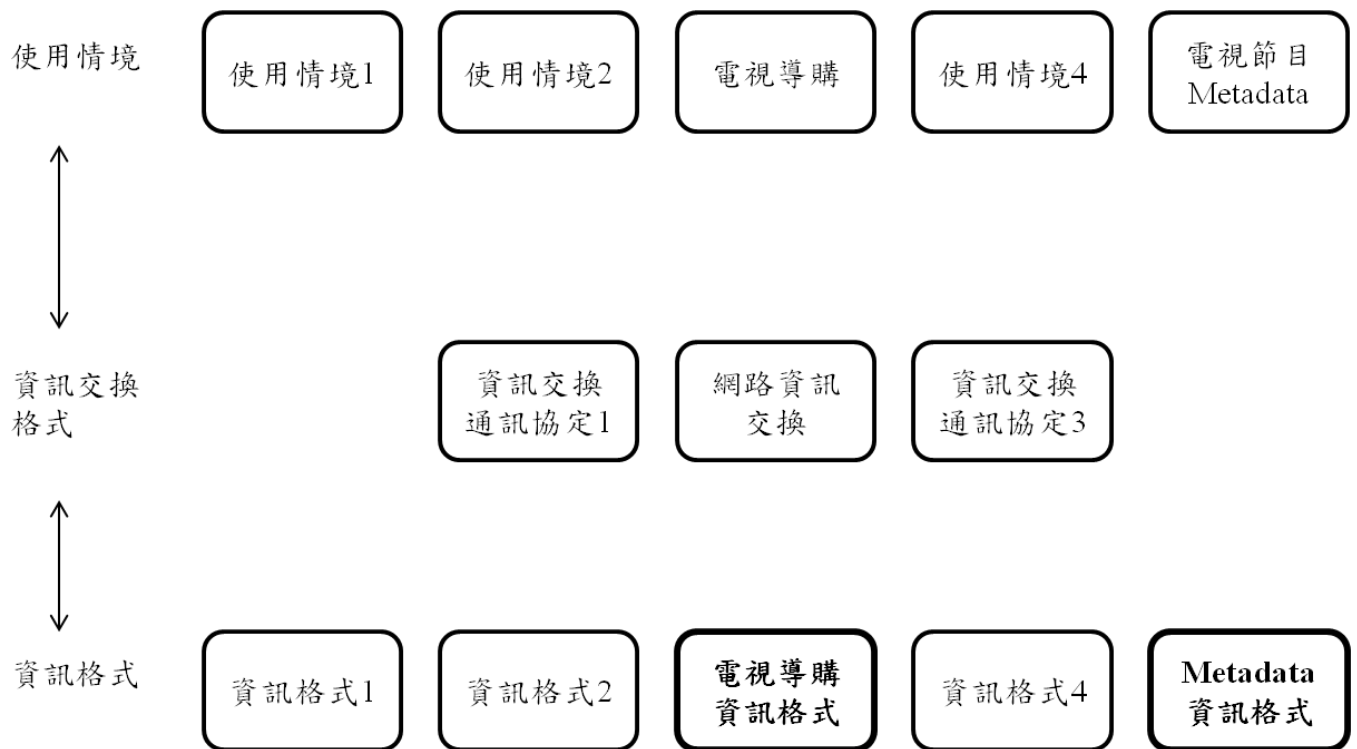 使用情境
使用情境1
使用情境2
電視導購
使用情境4
電視節目
Metadata
資訊交換
格式
資訊交換
通訊協定1
網路資訊
交換
資訊交換
通訊協定3
資訊格式
資訊格式1
資訊格式2
電視導購
資訊格式
資訊格式4
Metadata
資訊格式